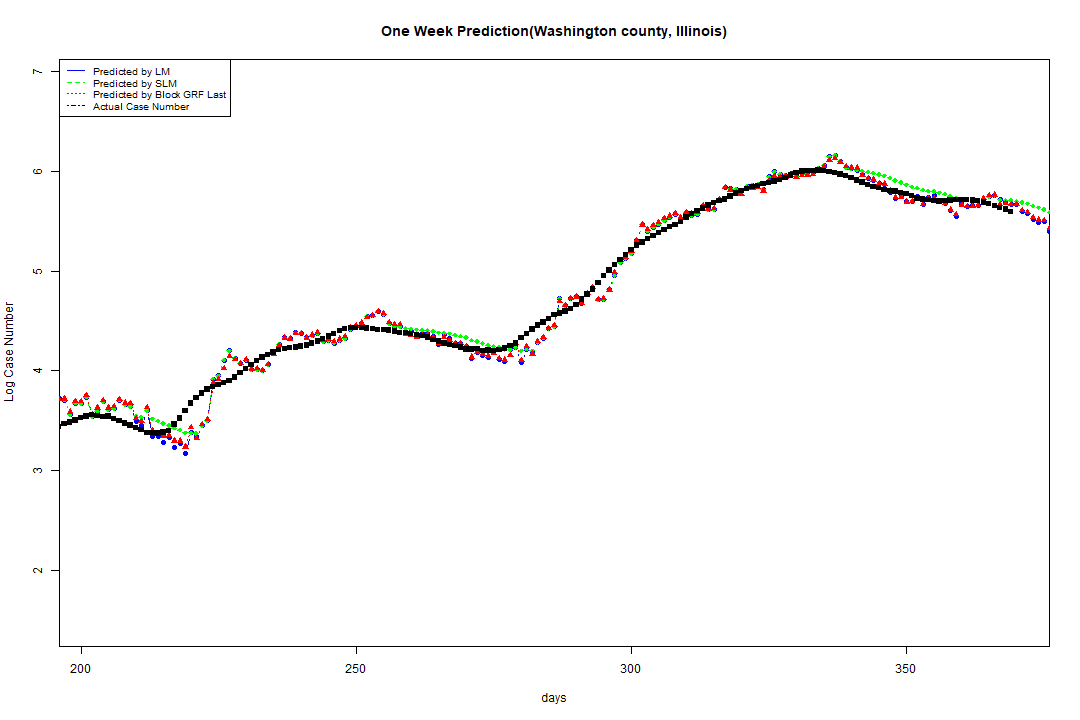 One Week Prediction(Washington county, Illinois)
Predicted by LM
Predicted by SLM
Predicted by Block GRF Last
Actual Case Number
7
6
5
4
3
2
Log Case Number
200 250 300 350
days